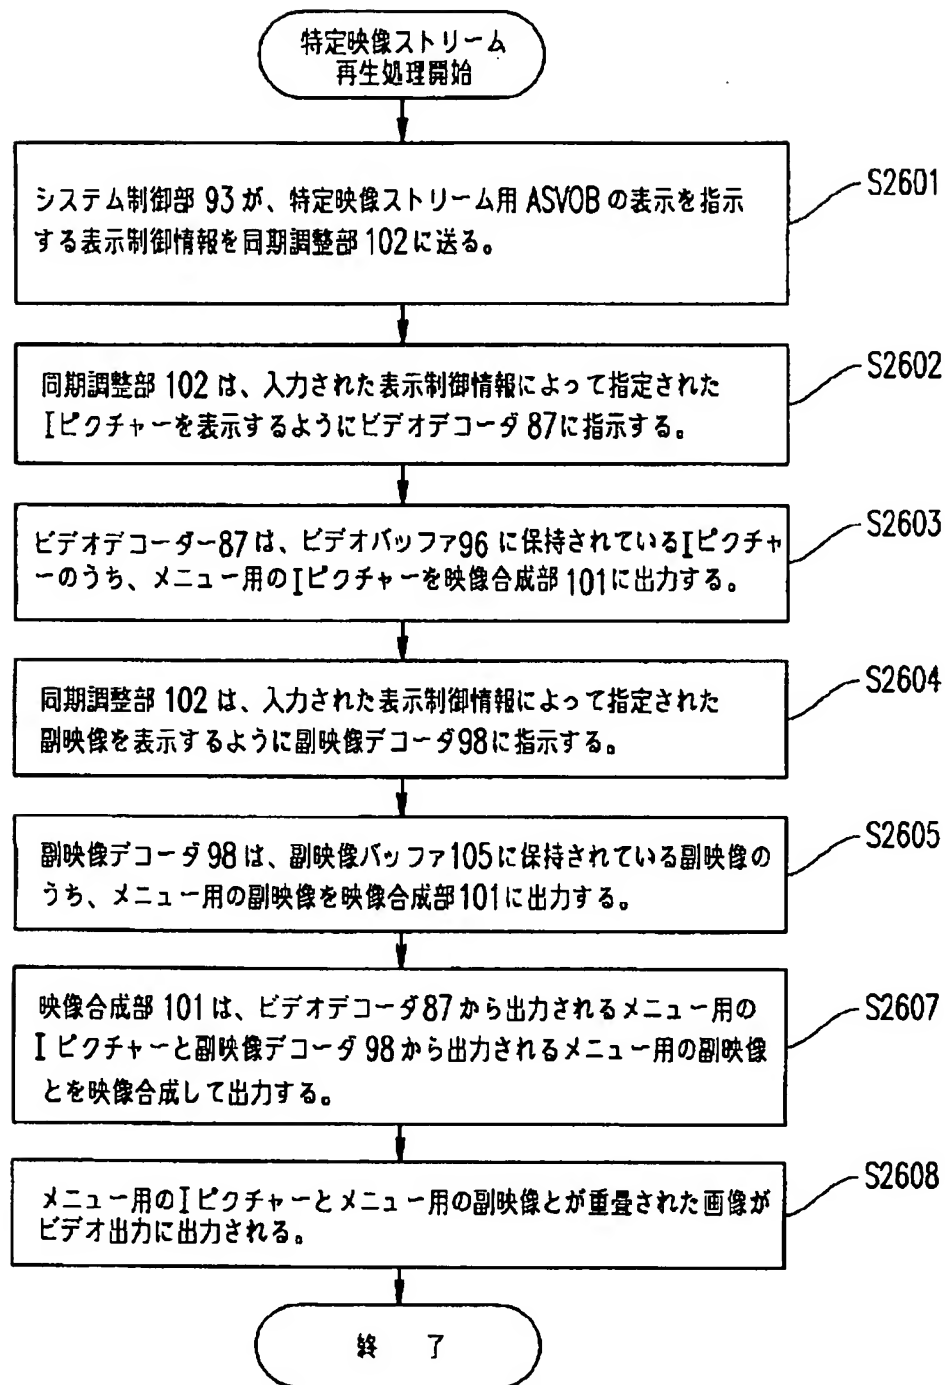 特定映像ストリーム
再生処理開始
システム制御部 93 が、特定映像ストリーム用 ASVOB の表示を指示
する表示制御情報を同期調整部 102 に送る。
S2601
同期調整部 102 は、入力された表示制御情報によって指定された
Iピクチャーを表示するようにビデオデコーダ 87 に指示する。
S2602
ビデオデコーダー87 は、ビデオバッファ96 に保持されているIピクチャ
ーのうち、メニュー用のIピクチャーを映像合成部 101 に出力する。
S2603
同期調整部 102 は、入力された表示制御情報によって指定された
副映像を表示するように副映像デコーダ98 に指示する。
S2604
副映像デコーダ 98 は、副映像バッファ105 に保持されている副映像の
うち、メニュー用の副映像を映像合成部 101 に出力する。
S2605
映像合成部 101 は、ビデオデコーダ 87 から出力されるメニュー用の
I ピクチャーと副映像デコーダ 98 から出力されるメニュー用の副映像
とを映像合成して出力する。
S2607
メニュー用のI ピクチャーとメニュー用の副映像とが重畳された画像が
ビデオ出力に出力される。
S2608
終 了